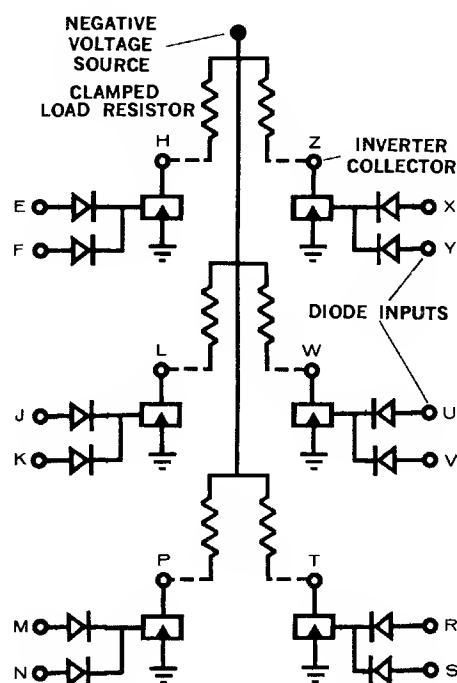 NEGATIVE
VOLTAGE
SOURCE
CLAMPED
LOAD RESISTOR
H
Z
INVERTER
COLLECTOR
E
X
F
Y
DIODE INPUTS
L
W
J
U
K
V
P
T
M
R
N
S